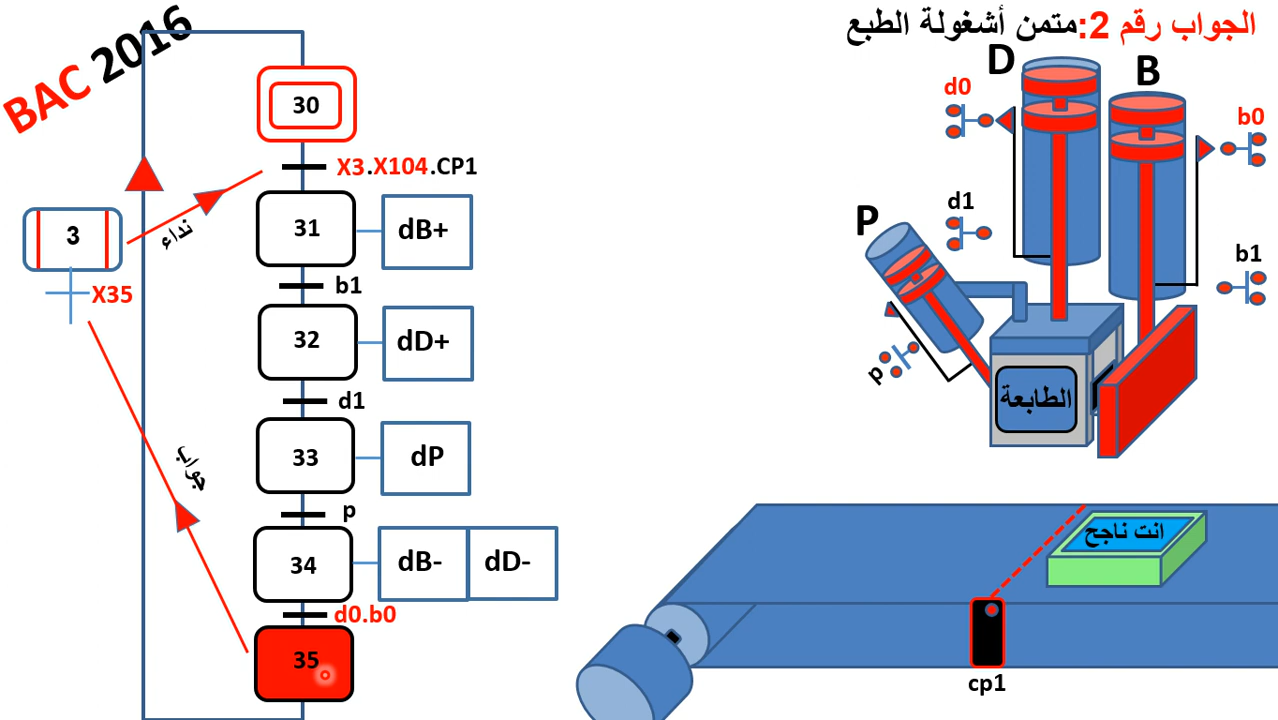 BAC 2016
الجواب رقم 2:متمن أشغولة الطبع
30
X3.X104.CP1
31
dB+
b1
32
dD+
d1
33
dP
p
34
dB-
dD-
d0.b0
35
3
X35
نداء
جواب
D
B
d0
b0
P
d1
b1
p
الطابعة
انت ناجح
cp1